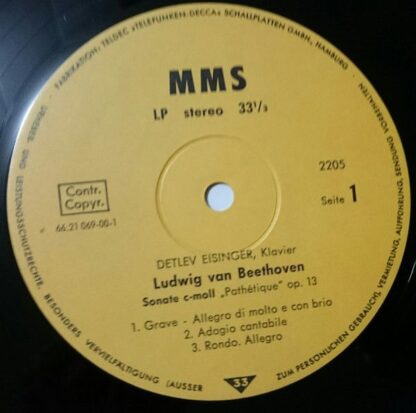 FABRIKATION: TELDEC »TELEFUNKEN-DECCA« SCHALLPLATTEN GMBH., HAMBURG
URHEBER- UND LEISTUNGSSCHUTZRECHTE, BESONDERS VERVIELFÄLTIGUNG (AUSSER
ZUM PERSÖNLICHEN GEBRAUCH), VERMIETUNG, AUFFÜHRUNG, SENDUNG VORBEHALTEN
MMS
LP stereo 33¹/₃
2205
Contr.
Copyr.
Seite 1
66.21 069-00-1
DETLEV EISINGER, Klavier
Ludwig van Beethoven
Sonate c-moll „Pathétique" op. 13
1. Grave - Allegro di molto e con brio
2. Adagio cantabile
3. Rondo. Allegro
33